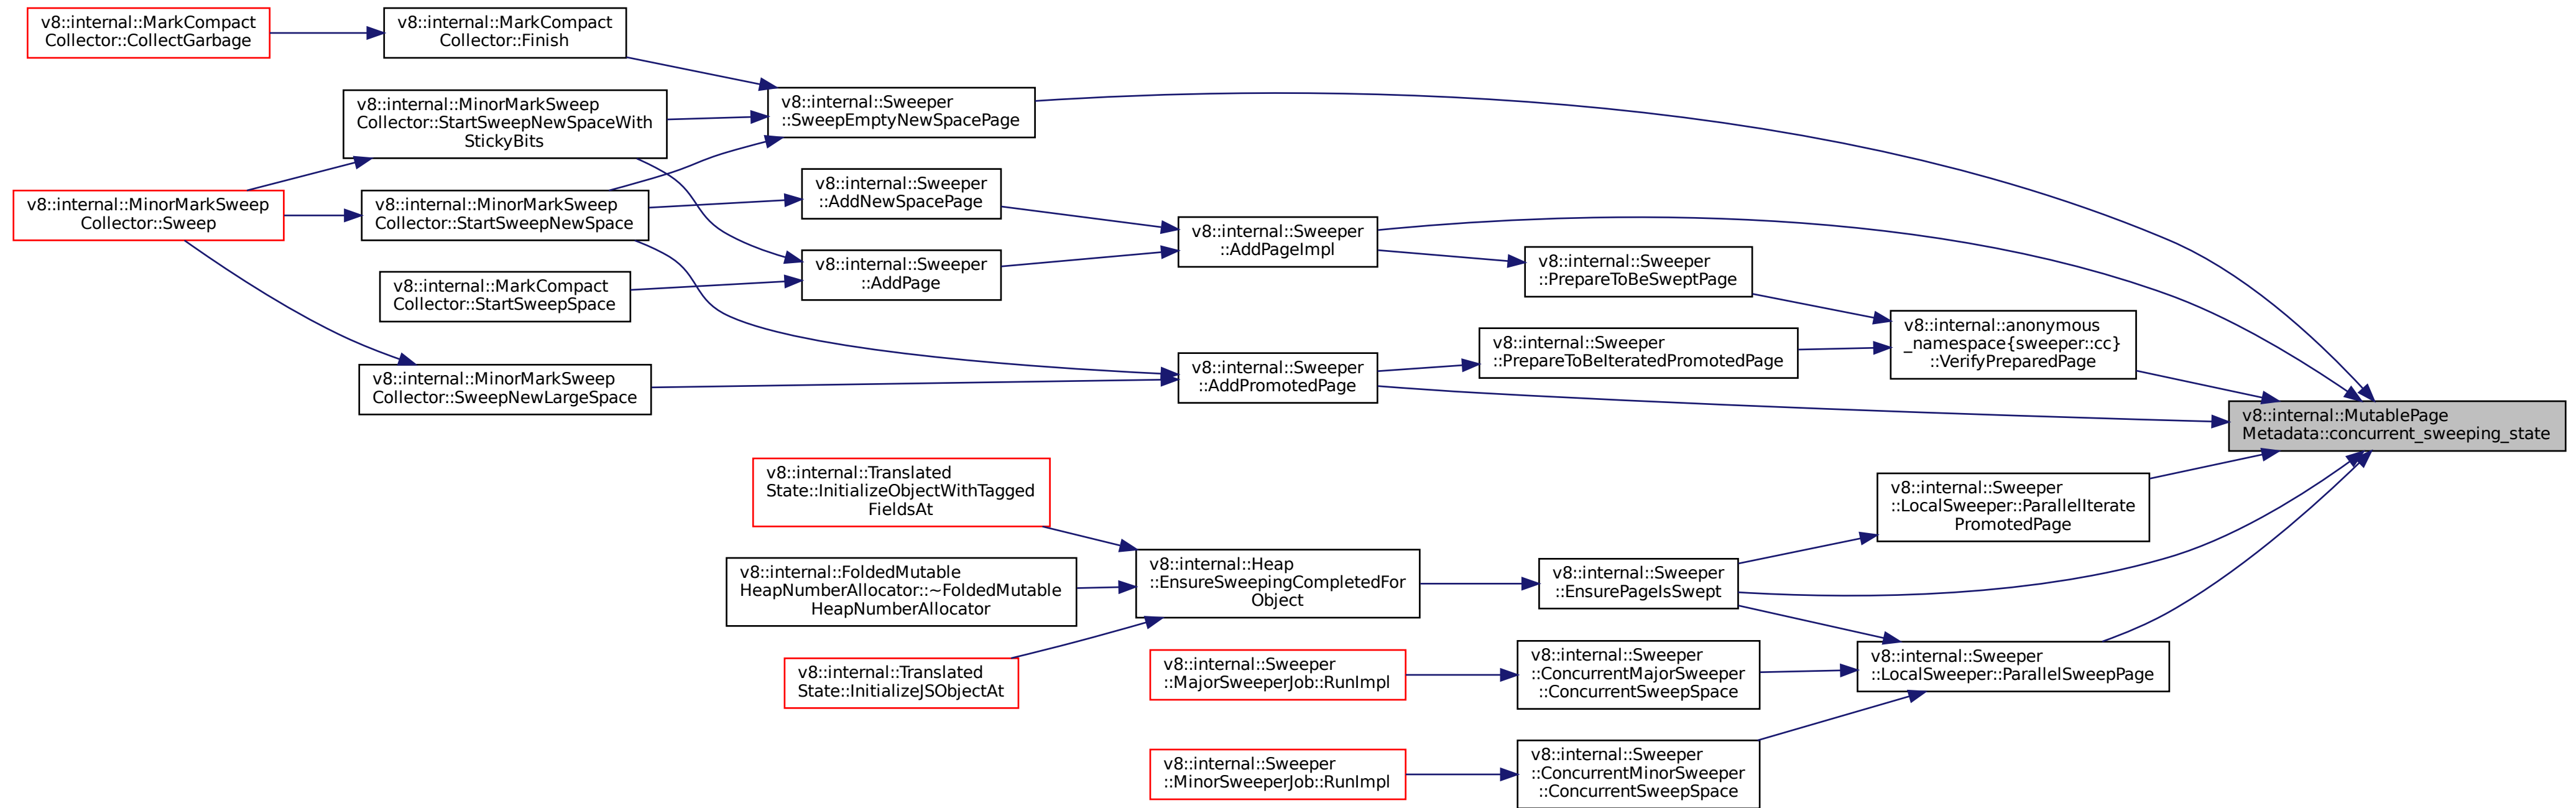 v8::internal::MarkCompact
Collector::CollectGarbage
v8::internal::MarkCompact
Collector::Finish
v8::internal::MinorMarkSweep
Collector::StartSweepNewSpaceWith
StickyBits
v8::internal::Sweeper
::SweepEmptyNewSpacePage
v8::internal::MinorMarkSweep
Collector::Sweep
v8::internal::MinorMarkSweep
Collector::StartSweepNewSpace
v8::internal::Sweeper
::AddNewSpacePage
v8::internal::Sweeper
::AddPage
v8::internal::Sweeper
::AddPageImpl
v8::internal::Sweeper
::PrepareToBeSweptPage
v8::internal::MarkCompact
Collector::StartSweepSpace
v8::internal::Sweeper
::PrepareToBeIteratedPromotedPage
v8::internal::anonymous
_namespace{sweeper::cc}
::VerifyPreparedPage
v8::internal::MinorMarkSweep
Collector::SweepNewLargeSpace
v8::internal::Sweeper
::AddPromotedPage
v8::internal::MutablePage
Metadata::concurrent_sweeping_state
v8::internal::Translated
State::InitializeObjectWithTagged
FieldsAt
v8::internal::Sweeper
::LocalSweeper::ParallelIterate
PromotedPage
v8::internal::FoldedMutable
HeapNumberAllocator::~FoldedMutable
HeapNumberAllocator
v8::internal::Heap
::EnsureSweepingCompletedFor
Object
v8::internal::Sweeper
::EnsurePageIsSwept
v8::internal::Translated
State::InitializeJSObjectAt
v8::internal::Sweeper
::MajorSweeperJob::RunImpl
v8::internal::Sweeper
::ConcurrentMajorSweeper
::ConcurrentSweepSpace
v8::internal::Sweeper
::LocalSweeper::ParallelSweepPage
v8::internal::Sweeper
::MinorSweeperJob::RunImpl
v8::internal::Sweeper
::ConcurrentMinorSweeper
::ConcurrentSweepSpace